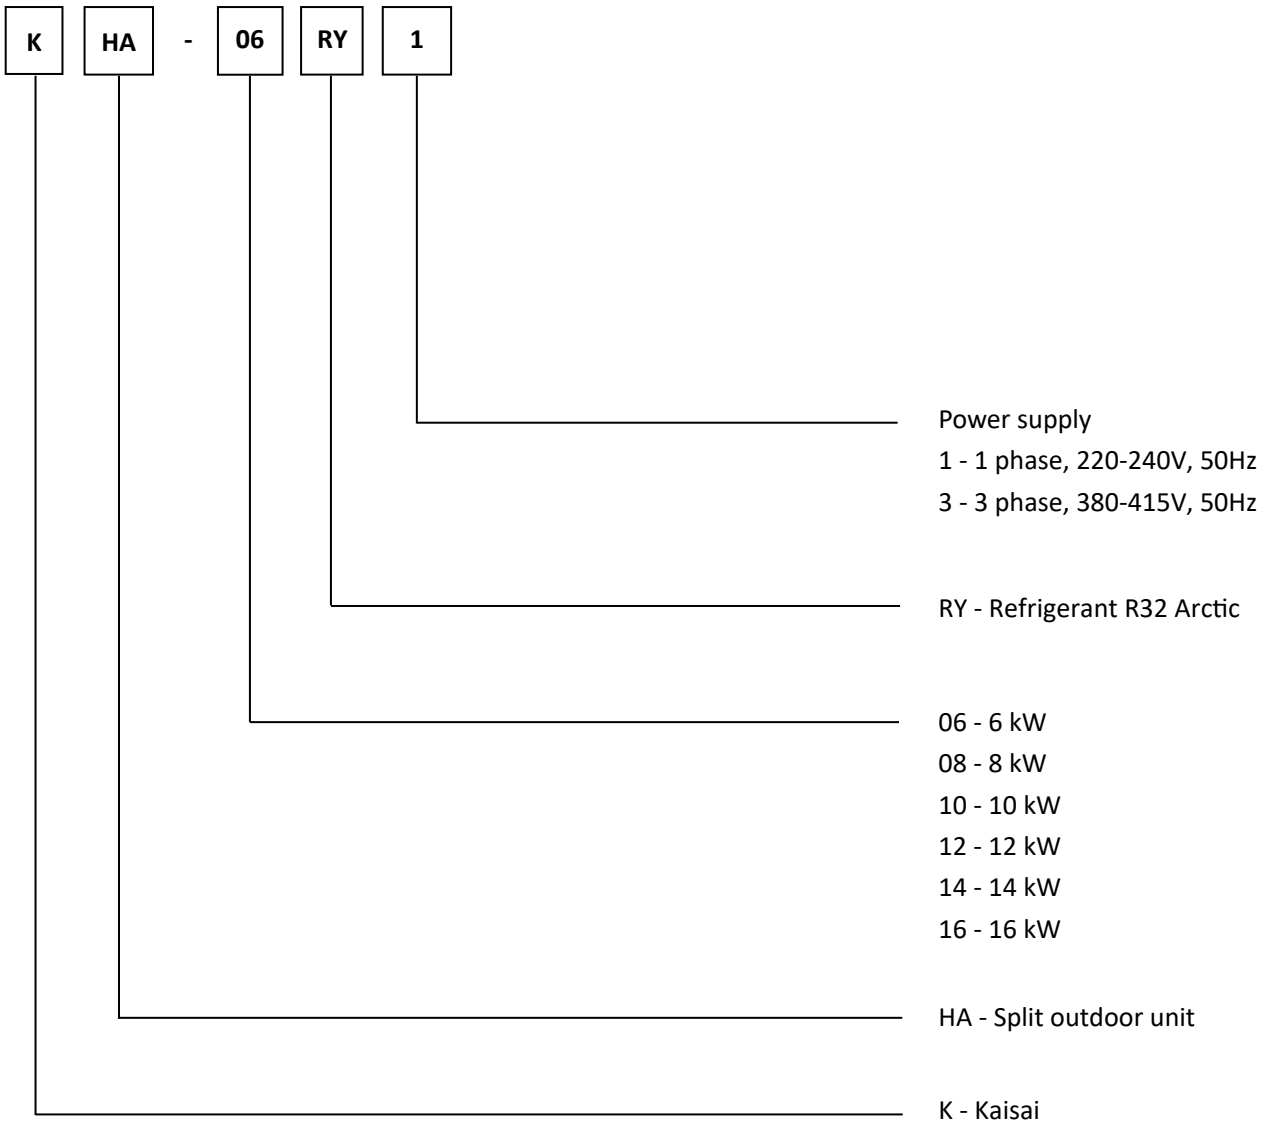 K HA - 06 RY 1
Power supply
1 - 1 phase, 220-240V, 50Hz
3 - 3 phase, 380-415V, 50Hz
RY - Refrigerant R32 Arctic
06 - 6 kW
08 - 8 kW
10 - 10 kW
12 - 12 kW
14 - 14 kW
16 - 16 kW
HA - Split outdoor unit
K - Kaisai